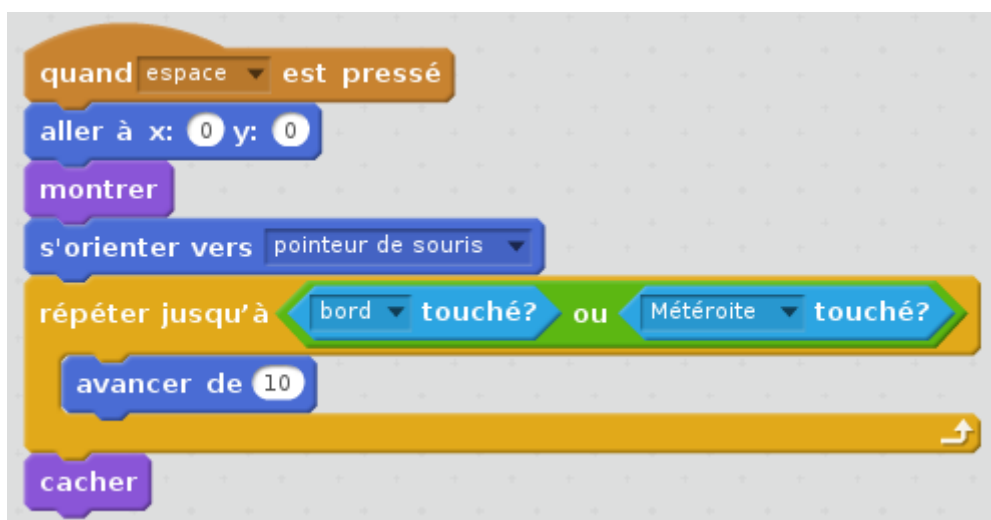 quand espace est pressé
aller à x: 0 y: 0
montrer
s'orienter vers pointeur de souris
répéter jusqu'à bord touché? ou Météroite touché?
avancer de 10
cacher